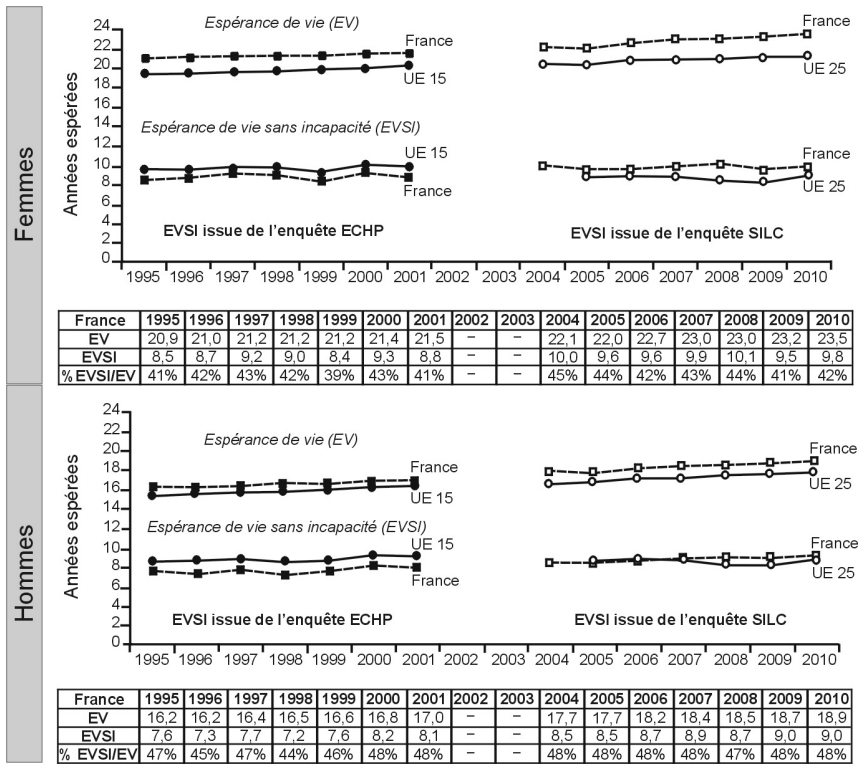 Femmes
Années espérées
24
22
20
18
16
14
12
10
8
6
4
2
0
Espérance de vie (EV)
France
UE 15
France
UE 25
Espérance de vie sans incapacité (EVSI)
UE 15
France
France
UE 25
EVSI issue de l'enquête ECHP
EVSI issue de l'enquête SILC
1995 1996 1997 1998 1999 2000 2001 2002 2003 2004 2005 2006 2007 2008 2009 2010
France 1995 1996 1997 1998 1999 2000 2001 2002 2003 2004 2005 2006 2007 2008 2009 2010
EV 20,9 21,0 21,2 21,2 21,2 21,4 21,5 – – 22,1 22,0 22,7 23,0 23,0 23,2 23,5
EVSI 8,5 8,7 9,2 9,0 8,4 9,3 8,8 – – 10,0 9,6 9,6 9,9 10,1 9,5 9,8
% EVSI/EV 41% 42% 43% 42% 39% 43% 41% – – 45% 44% 42% 43% 44% 41% 42%
Hommes
Années espérées
24
22
20
18
16
14
12
10
8
6
4
2
0
Espérance de vie (EV)
France
UE 15
France
UE 25
Espérance de vie sans incapacité (EVSI)
UE 15
France
France
UE 25
EVSI issue de l'enquête ECHP
EVSI issue de l'enquête SILC
1995 1996 1997 1998 1999 2000 2001 2002 2003 2004 2005 2006 2007 2008 2009 2010
France 1995 1996 1997 1998 1999 2000 2001 2002 2003 2004 2005 2006 2007 2008 2009 2010
EV 16,2 16,2 16,4 16,5 16,6 16,8 17,0 – – 17,7 17,7 18,2 18,4 18,5 18,7 18,9
EVSI 7,6 7,3 7,7 7,2 7,6 8,2 8,1 – – 8,5 8,5 8,7 8,9 8,7 9,0 9,0
% EVSI/EV 47% 45% 47% 44% 46% 48% 48% – – 48% 48% 48% 48% 47% 48% 48%